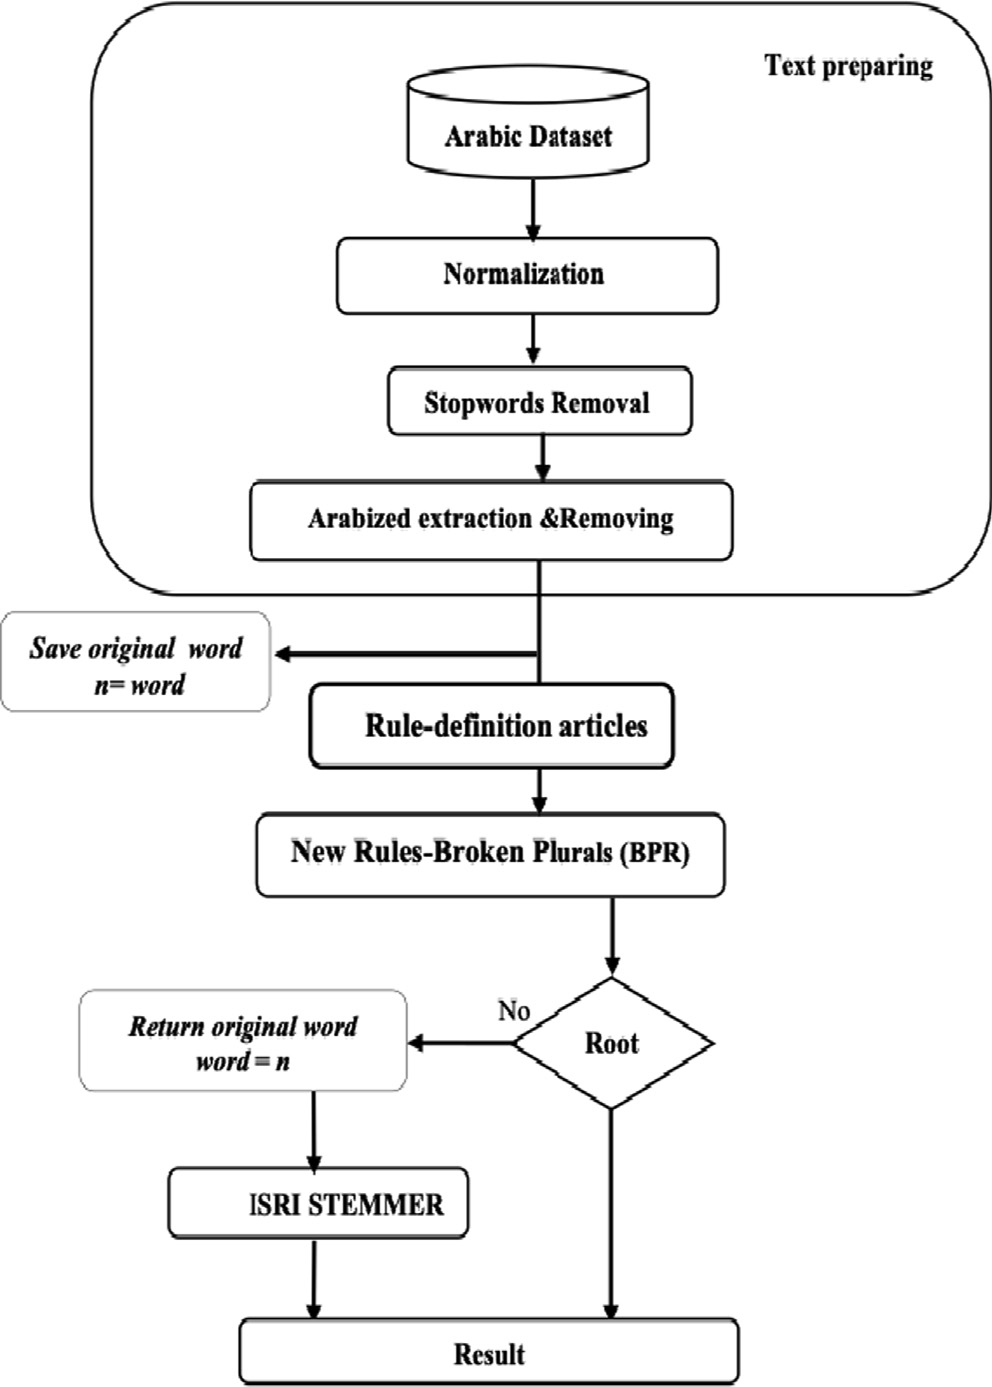 Text preparing
Arabic Dataset
Normalization
Stopwords Removal
Arabized extraction &Removing
Save original word
n= word
Rule-definition articles
New Rules-Broken Plurals (BPR)
No
Root
Return original word
word = n
ISRI STEMMER
Result